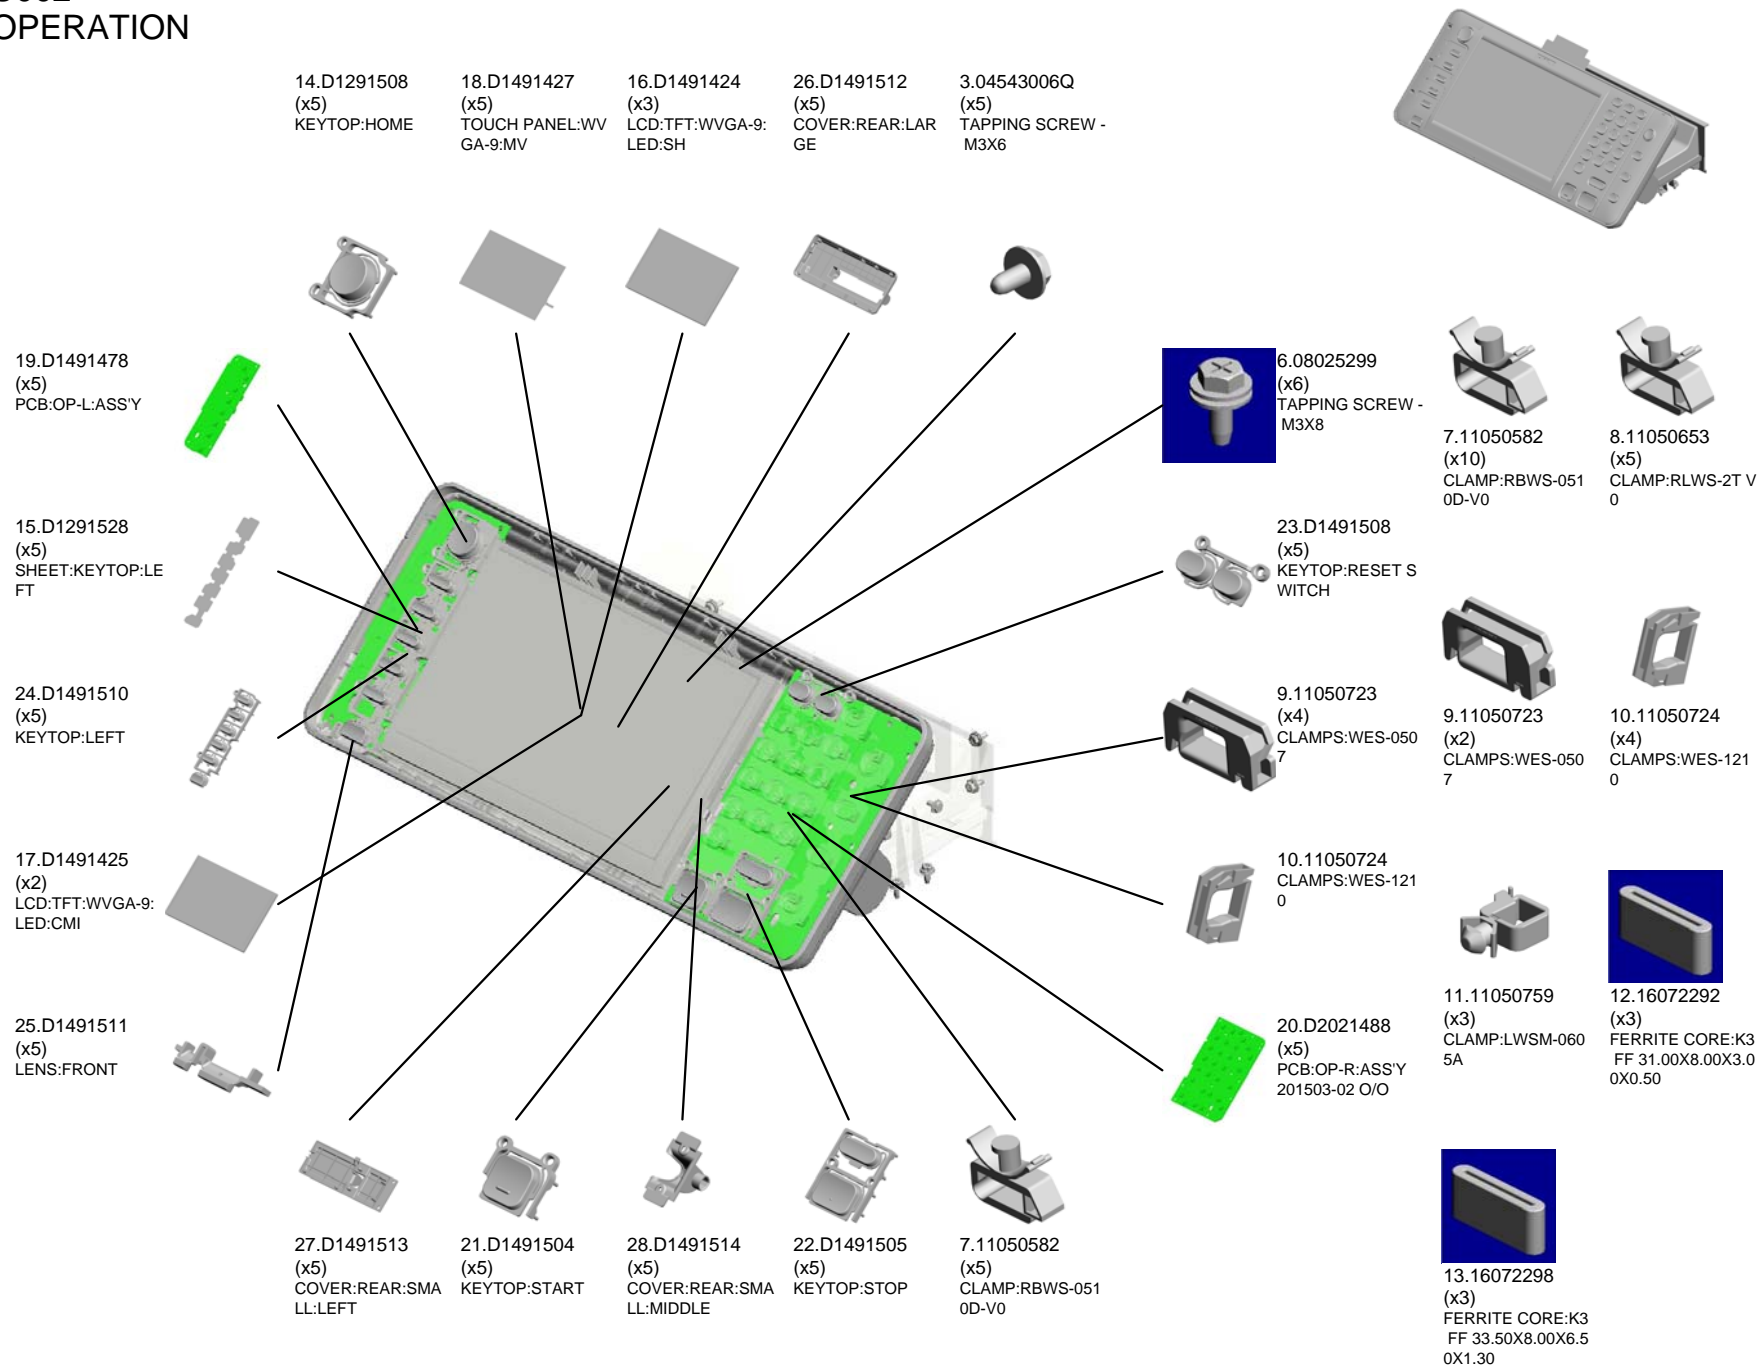 OPERATION
14.D1291508
(x5)
KEYTOP:HOME
18.D1491427
(x5)
TOUCH PANEL:WV
GA-9:MV
16.D1491424
(x3)
LCD:TFT:WVGA-9:
LED:SH
26.D1491512
(x5)
COVER:REAR:LAR
GE
3.04543006Q
(x5)
TAPPING SCREW -
M3X6
19.D1491478
(x5)
PCB:OP-L:ASS'Y
6.08025299
(x6)
TAPPING SCREW -
M3X8
7.11050582
(x10)
CLAMP:RBWS-051
0D-V0
8.11050653
(x5)
CLAMP:RLWS-2T V
0
15.D1291528
(x5)
SHEET:KEYTOP:LE
FT
23.D1491508
(x5)
KEYTOP:RESET S
WITCH
24.D1491510
(x5)
KEYTOP:LEFT
9.11050723
(x4)
CLAMPS:WES-050
7
9.11050723
(x2)
CLAMPS:WES-050
7
10.11050724
(x4)
CLAMPS:WES-121
0
17.D1491425
(x2)
LCD:TFT:WVGA-9:
LED:CMI
10.11050724
CLAMPS:WES-121
0
11.11050759
(x3)
CLAMP:LWSM-060
5A
12.16072292
(x3)
FERRITE CORE:K3
FF 31.00X8.00X3.0
0X0.50
25.D1491511
(x5)
LENS:FRONT
20.D2021488
(x5)
PCB:OP-R:ASS'Y
201503-02 O/O
27.D1491513
(x5)
COVER:REAR:SMA
LL:LEFT
21.D1491504
(x5)
KEYTOP:START
28.D1491514
(x5)
COVER:REAR:SMA
LL:MIDDLE
22.D1491505
(x5)
KEYTOP:STOP
7.11050582
(x5)
CLAMP:RBWS-051
0D-V0
13.16072298
(x3)
FERRITE CORE:K3
FF 33.50X8.00X6.5
0X1.30